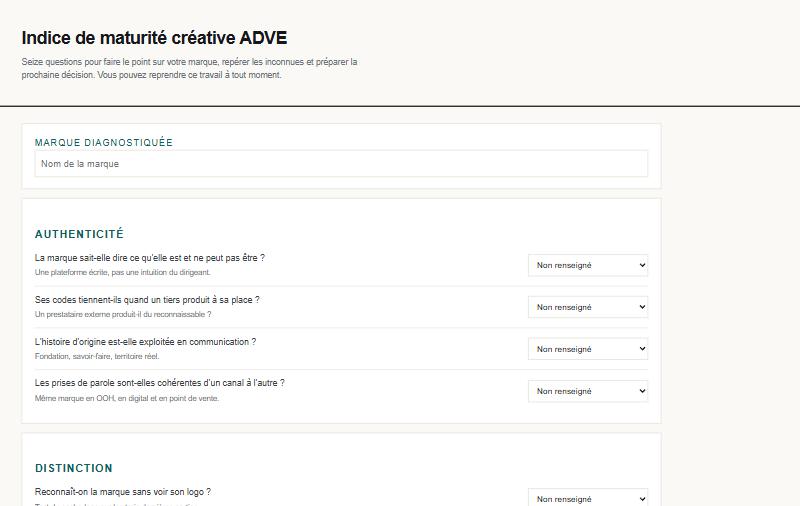 Indice de maturité créative ADVE
Seize questions pour faire le point sur votre marque, repérer les inconnues et préparer la
prochaine décision. Vous pouvez reprendre ce travail à tout moment.
MARQUE DIAGNOSTIQUÉE
Nom de la marque
AUTHENTICITÉ
La marque sait-elle dire ce qu'elle est et ne peut pas être ?
Une plateforme écrite, pas une intuition du dirigeant.
Non renseigné
Ses codes tiennent-ils quand un tiers produit à sa place ?
Un prestataire externe produit-il du reconnaissable ?
Non renseigné
L'histoire d'origine est-elle exploitée en communication ?
Fondation, savoir-faire, territoire réel.
Non renseigné
Les prises de parole sont-elles cohérentes d'un canal à l'autre ?
Même marque en OOH, en digital et en point de vente.
Non renseigné
DISTINCTION
Reconnaît-on la marque sans voir son logo ?
Non renseigné